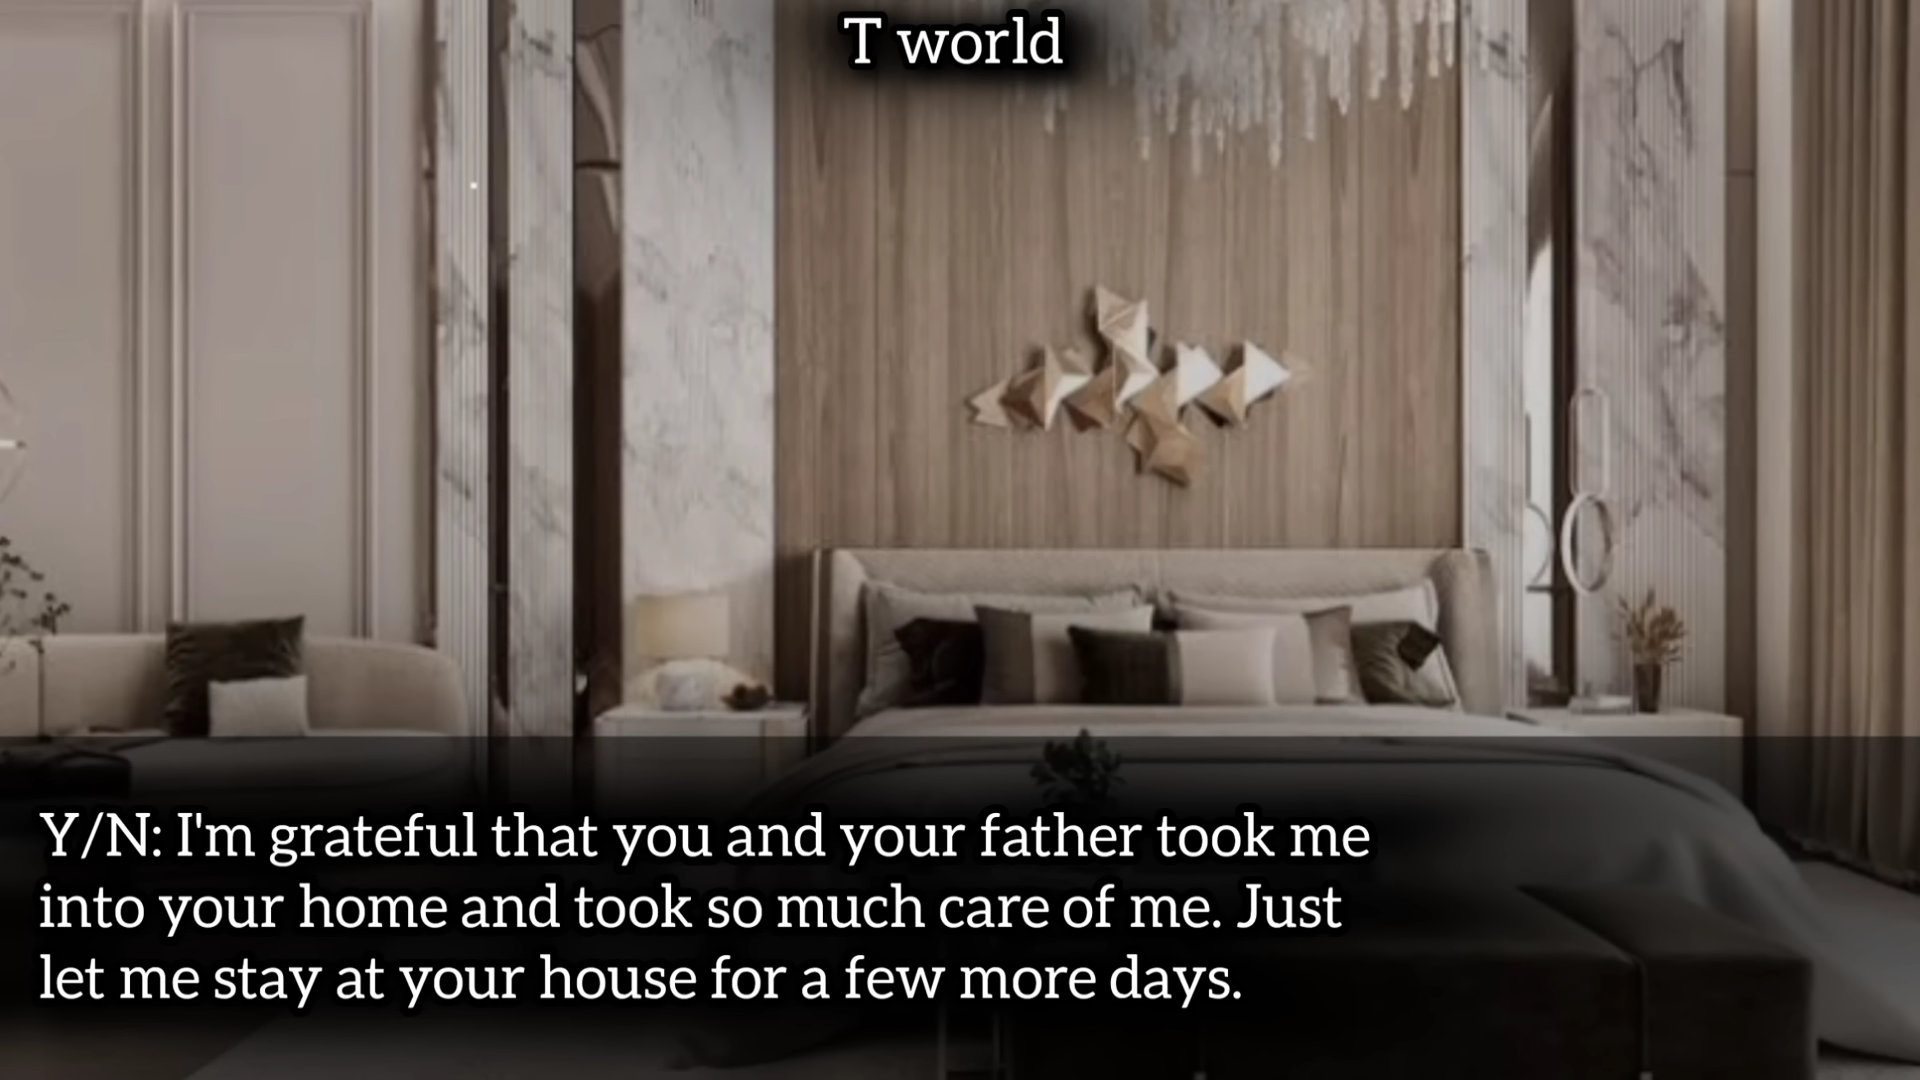 T world
Y/N: I'm grateful that you and your father took me
into your home and took so much care of me. Just
let me stay at your house for a few more days.